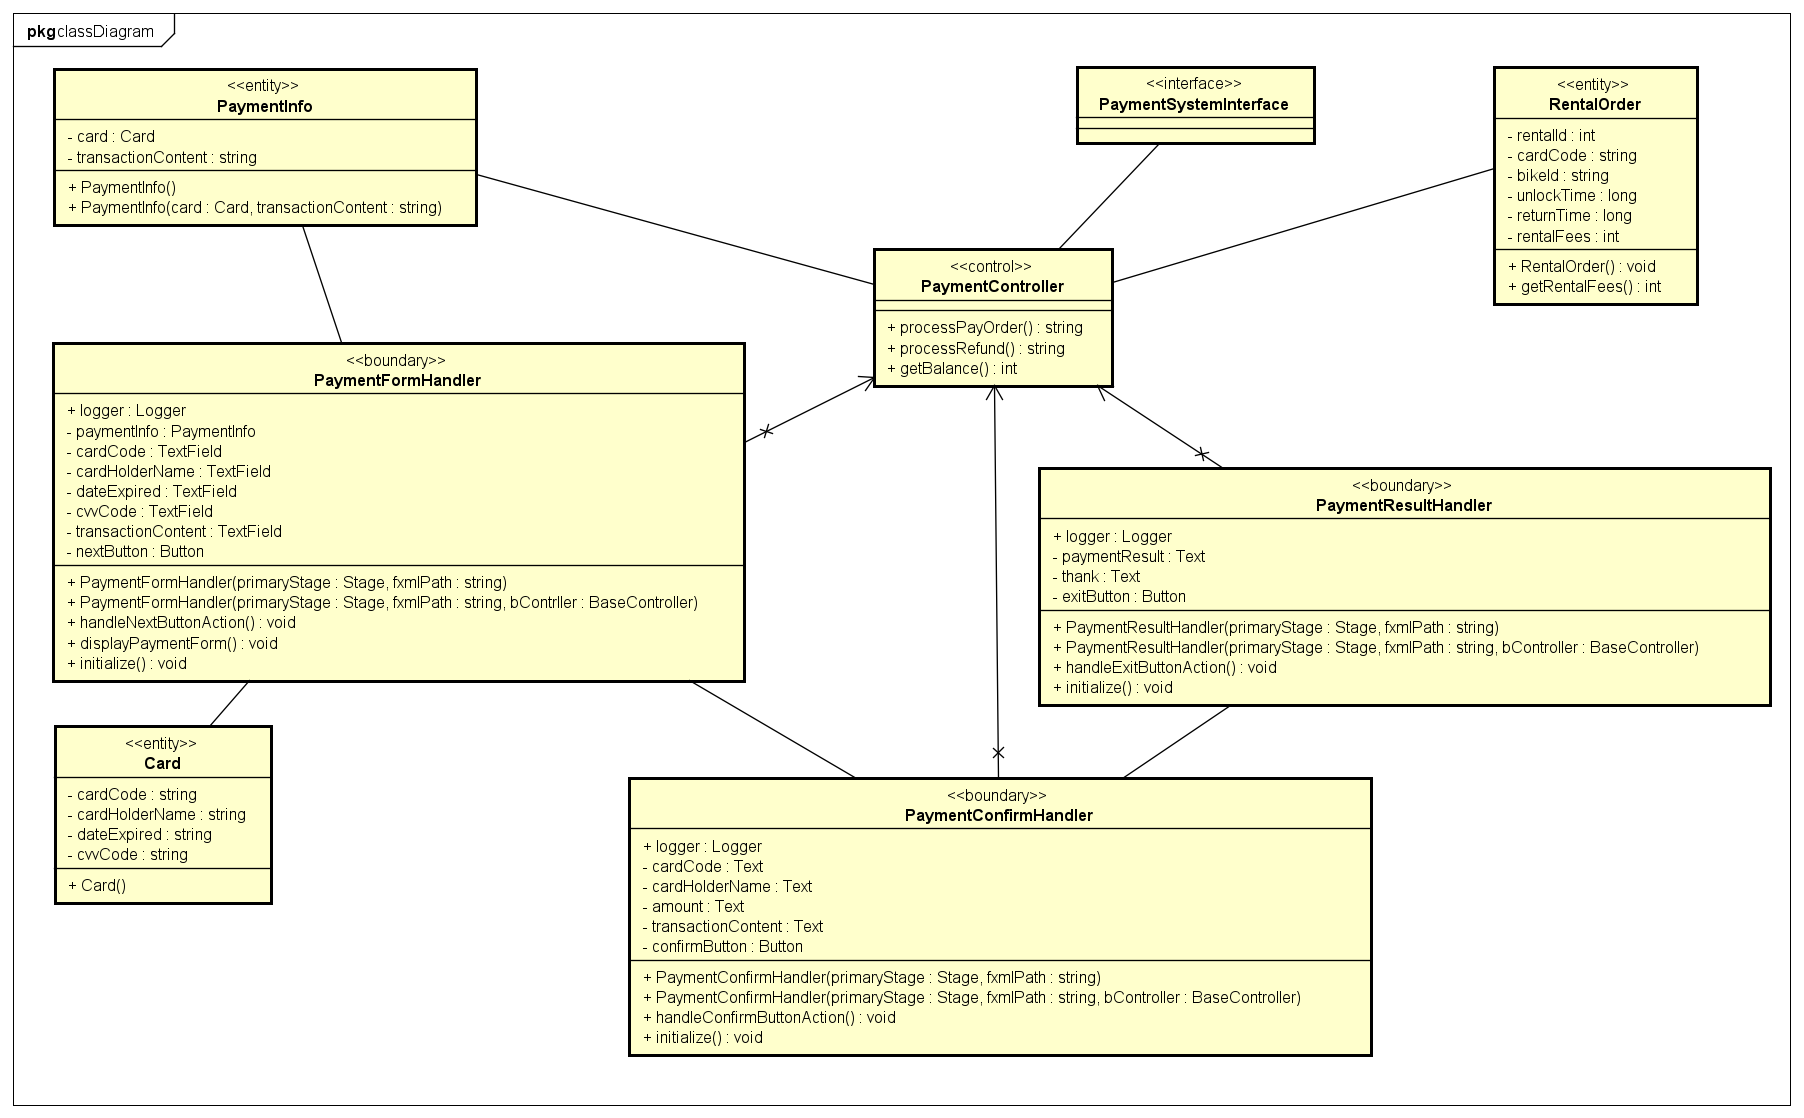 pkg classDiagram
<<entity>>
PaymentInfo
- card : Card
- transactionContent : string
+ PaymentInfo()
+ PaymentInfo(card : Card, transactionContent : string)
<<interface>>
PaymentSystemInterface
<<entity>>
RentalOrder
- rentalId : int
- cardCode : string
- bikeId : string
- unlockTime : long
- returnTime : long
- rentalFees : int
+ RentalOrder() : void
+ getRentalFees() : int
<<control>>
PaymentController
+ processPayOrder() : string
+ processRefund() : string
+ getBalance() : int
<<boundary>>
PaymentFormHandler
+ logger : Logger
- paymentInfo : PaymentInfo
- cardCode : TextField
- cardHolderName : TextField
- dateExpired : TextField
- cvvCode : TextField
- transactionContent : TextField
- nextButton : Button
+ PaymentFormHandler(primaryStage : Stage, fxmlPath : string)
+ PaymentFormHandler(primaryStage : Stage, fxmlPath : string, bContrller : BaseController)
+ handleNextButtonAction() : void
+ displayPaymentForm() : void
+ initialize() : void
<<boundary>>
PaymentResultHandler
+ logger : Logger
- paymentResult : Text
- thank : Text
- exitButton : Button
+ PaymentResultHandler(primaryStage : Stage, fxmlPath : string)
+ PaymentResultHandler(primaryStage : Stage, fxmlPath : string, bController : BaseController)
+ handleExitButtonAction() : void
+ initialize() : void
<<entity>>
Card
- cardCode : string
- cardHolderName : string
- dateExpired : string
- cvvCode : string
+ Card()
<<boundary>>
PaymentConfirmHandler
+ logger : Logger
- cardCode : Text
- cardHolderName : Text
- amount : Text
- transactionContent : Text
- confirmButton : Button
+ PaymentConfirmHandler(primaryStage : Stage, fxmlPath : string)
+ PaymentConfirmHandler(primaryStage : Stage, fxmlPath : string, bController : BaseController)
+ handleConfirmButtonAction() : void
+ initialize() : void